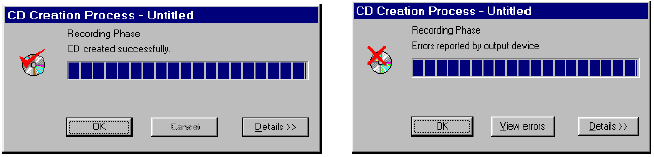 CD Creation Process - Untitled
Recording Phase
CD created successfully.
OK
Cancel
Details >>
CD Creation Process - Untitled
Recording Phase
Errors reported by output device
OK
View errors
Details >>